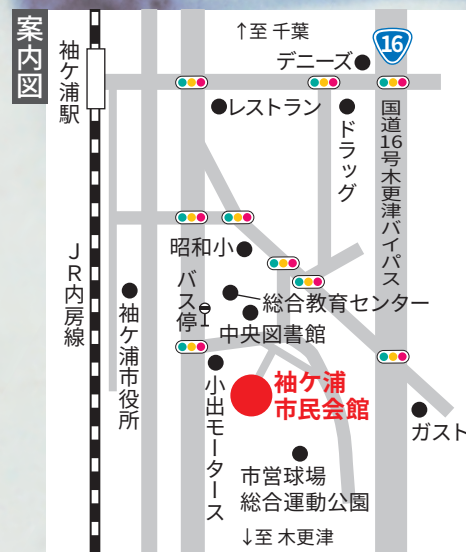 案内図
↑至 千葉
16
デニーズ
袖ケ浦駅
レストラン
ドラッグ
国道16号木更津バイパス
昭和小
JR内房線
バス停
総合教育センター
中央図書館
袖ケ浦市役所
小出モータース
袖ケ浦
市民会館
ガスト
市営球場
総合運動公園
↓至 木更津